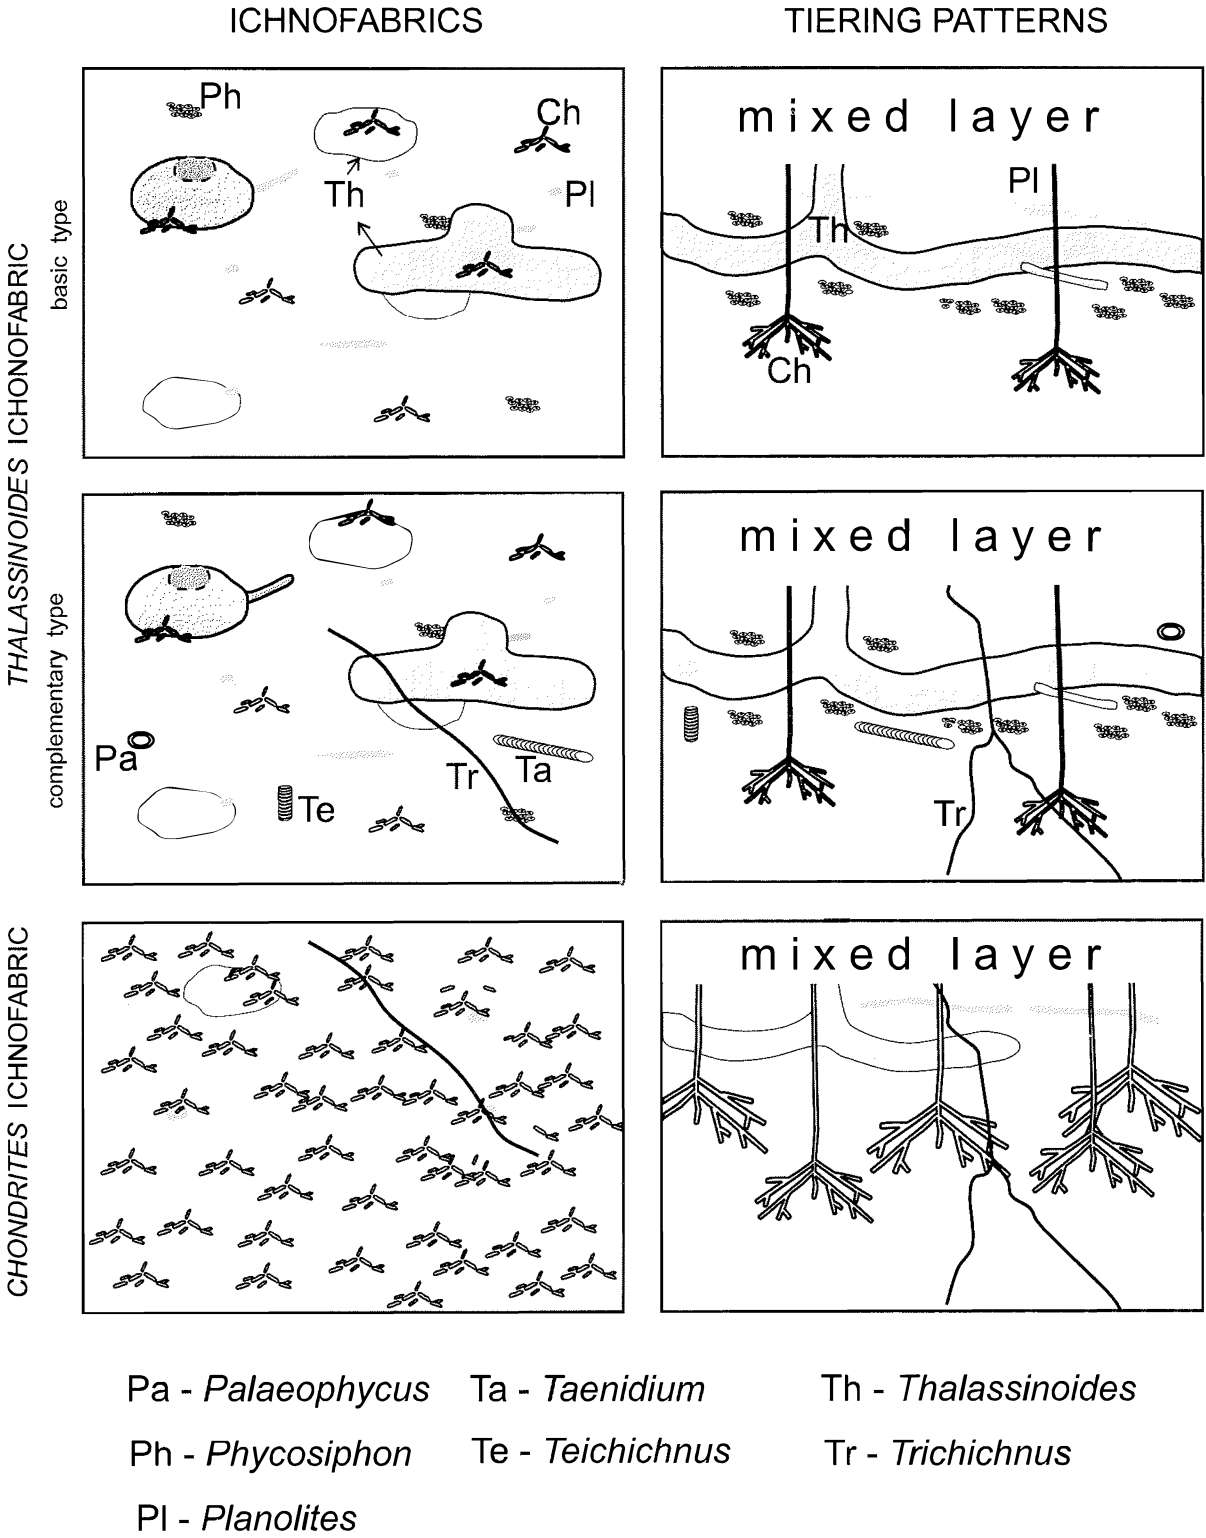 ICHNOFABRICS
TIERING PATTERNS
THALASSINOIDES ICHONOFABRIC
basic type
Ph
Ch
Th
Pl
mixed layer
Pl
Th
Ch
complementary type
Pa
Te
Tr
Ta
mixed layer
Tr
CHONDRITES ICHNOFABRIC
mixed layer
Pa - Palaeophycus
Ta - Taenidium
Th - Thalassinoides
Ph - Phycosiphon
Te - Teichichnus
Tr - Trichichnus
Pl - Planolites